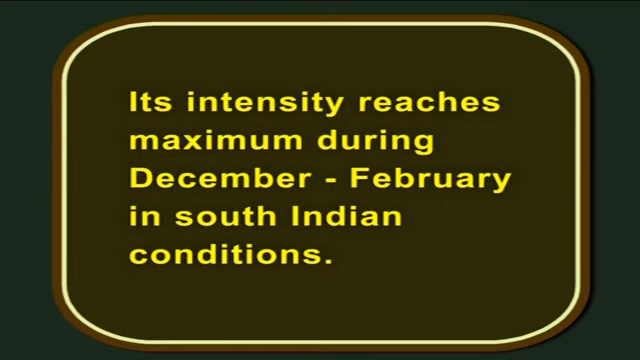 Its intensity reaches
maximum during
December - February
in south Indian
conditions.